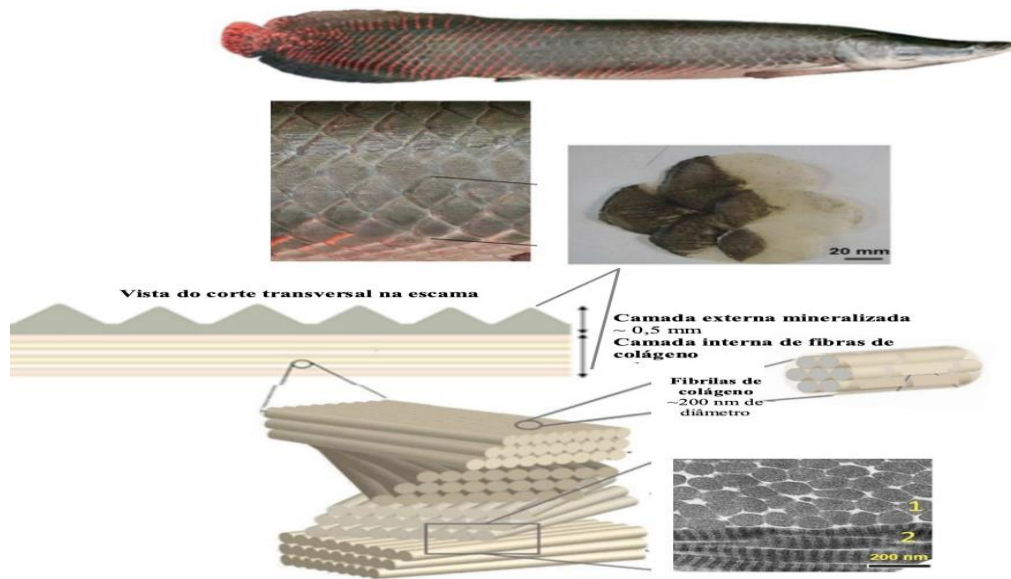 20 mm
Vista do corte transversal na escama
Camada externa mineralizada
~ 0,5 mm
Camada interna de fibras de
colágeno
Fibrilas de
colágeno
~200 nm de
diâmetro
1
2
200 nm